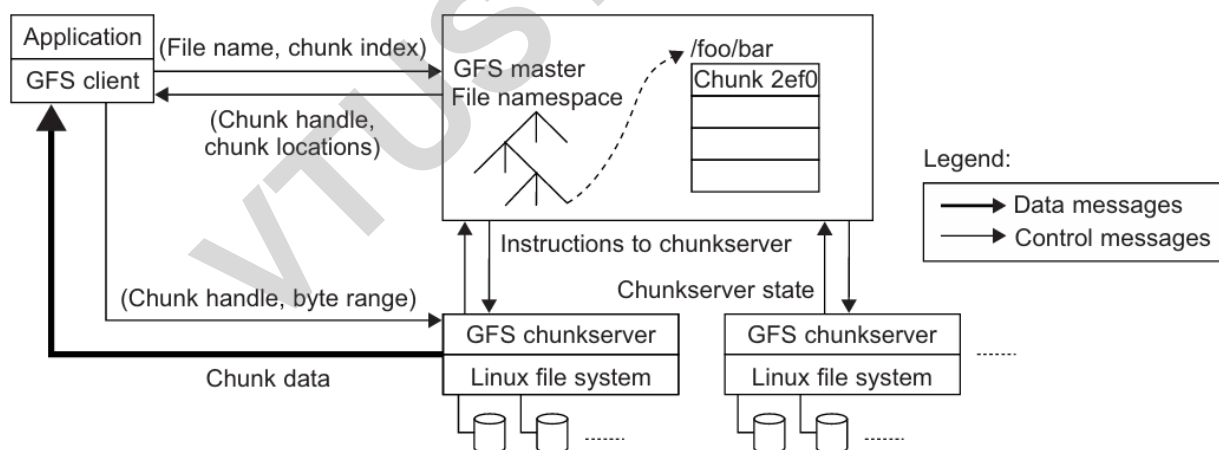 Application
GFS client
(File name, chunk index)
(Chunk handle,
chunk locations)
GFS master
File namespace
/foo/bar
Chunk 2ef0
Legend:
Data messages
Control messages
Instructions to chunkserver
Chunkserver state
(Chunk handle, byte range)
Chunk data
GFS chunkserver
Linux file system
GFS chunkserver
Linux file system
VTUS